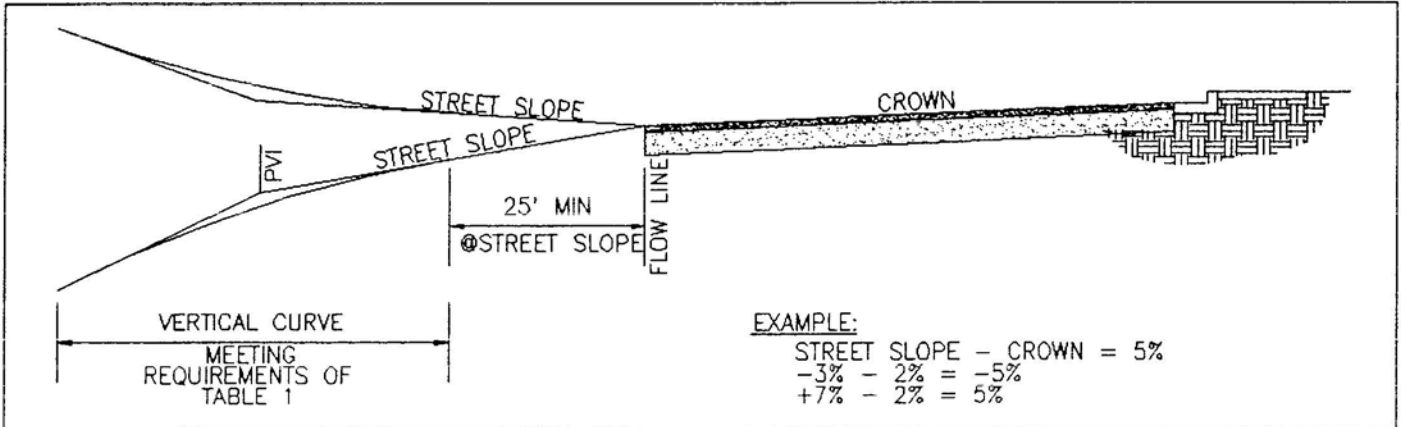 STREET SLOPE
CROWN
STREET SLOPE
PVI
25' MIN
@STREET SLOPE
FLOW LINE
VERTICAL CURVE
MEETING
REQUIREMENTS OF
TABLE 1
EXAMPLE:
STREET SLOPE - CROWN = 5%
-3% - 2% = -5%
+7% - 2% = 5%